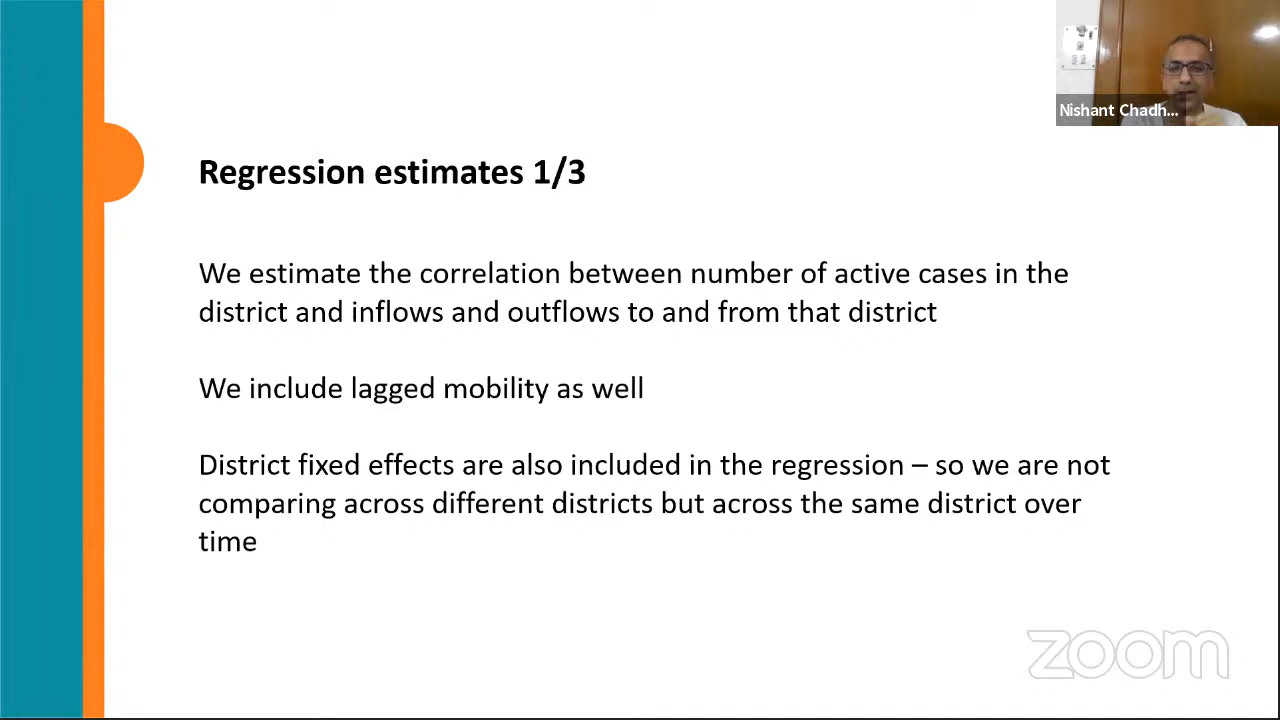 Nishant Chadh...
Regression estimates 1/3
We estimate the correlation between number of active cases in the
district and inflows and outflows to and from that district
We include lagged mobility as well
District fixed effects are also included in the regression – so we are not
comparing across different districts but across the same district over
time
zoom